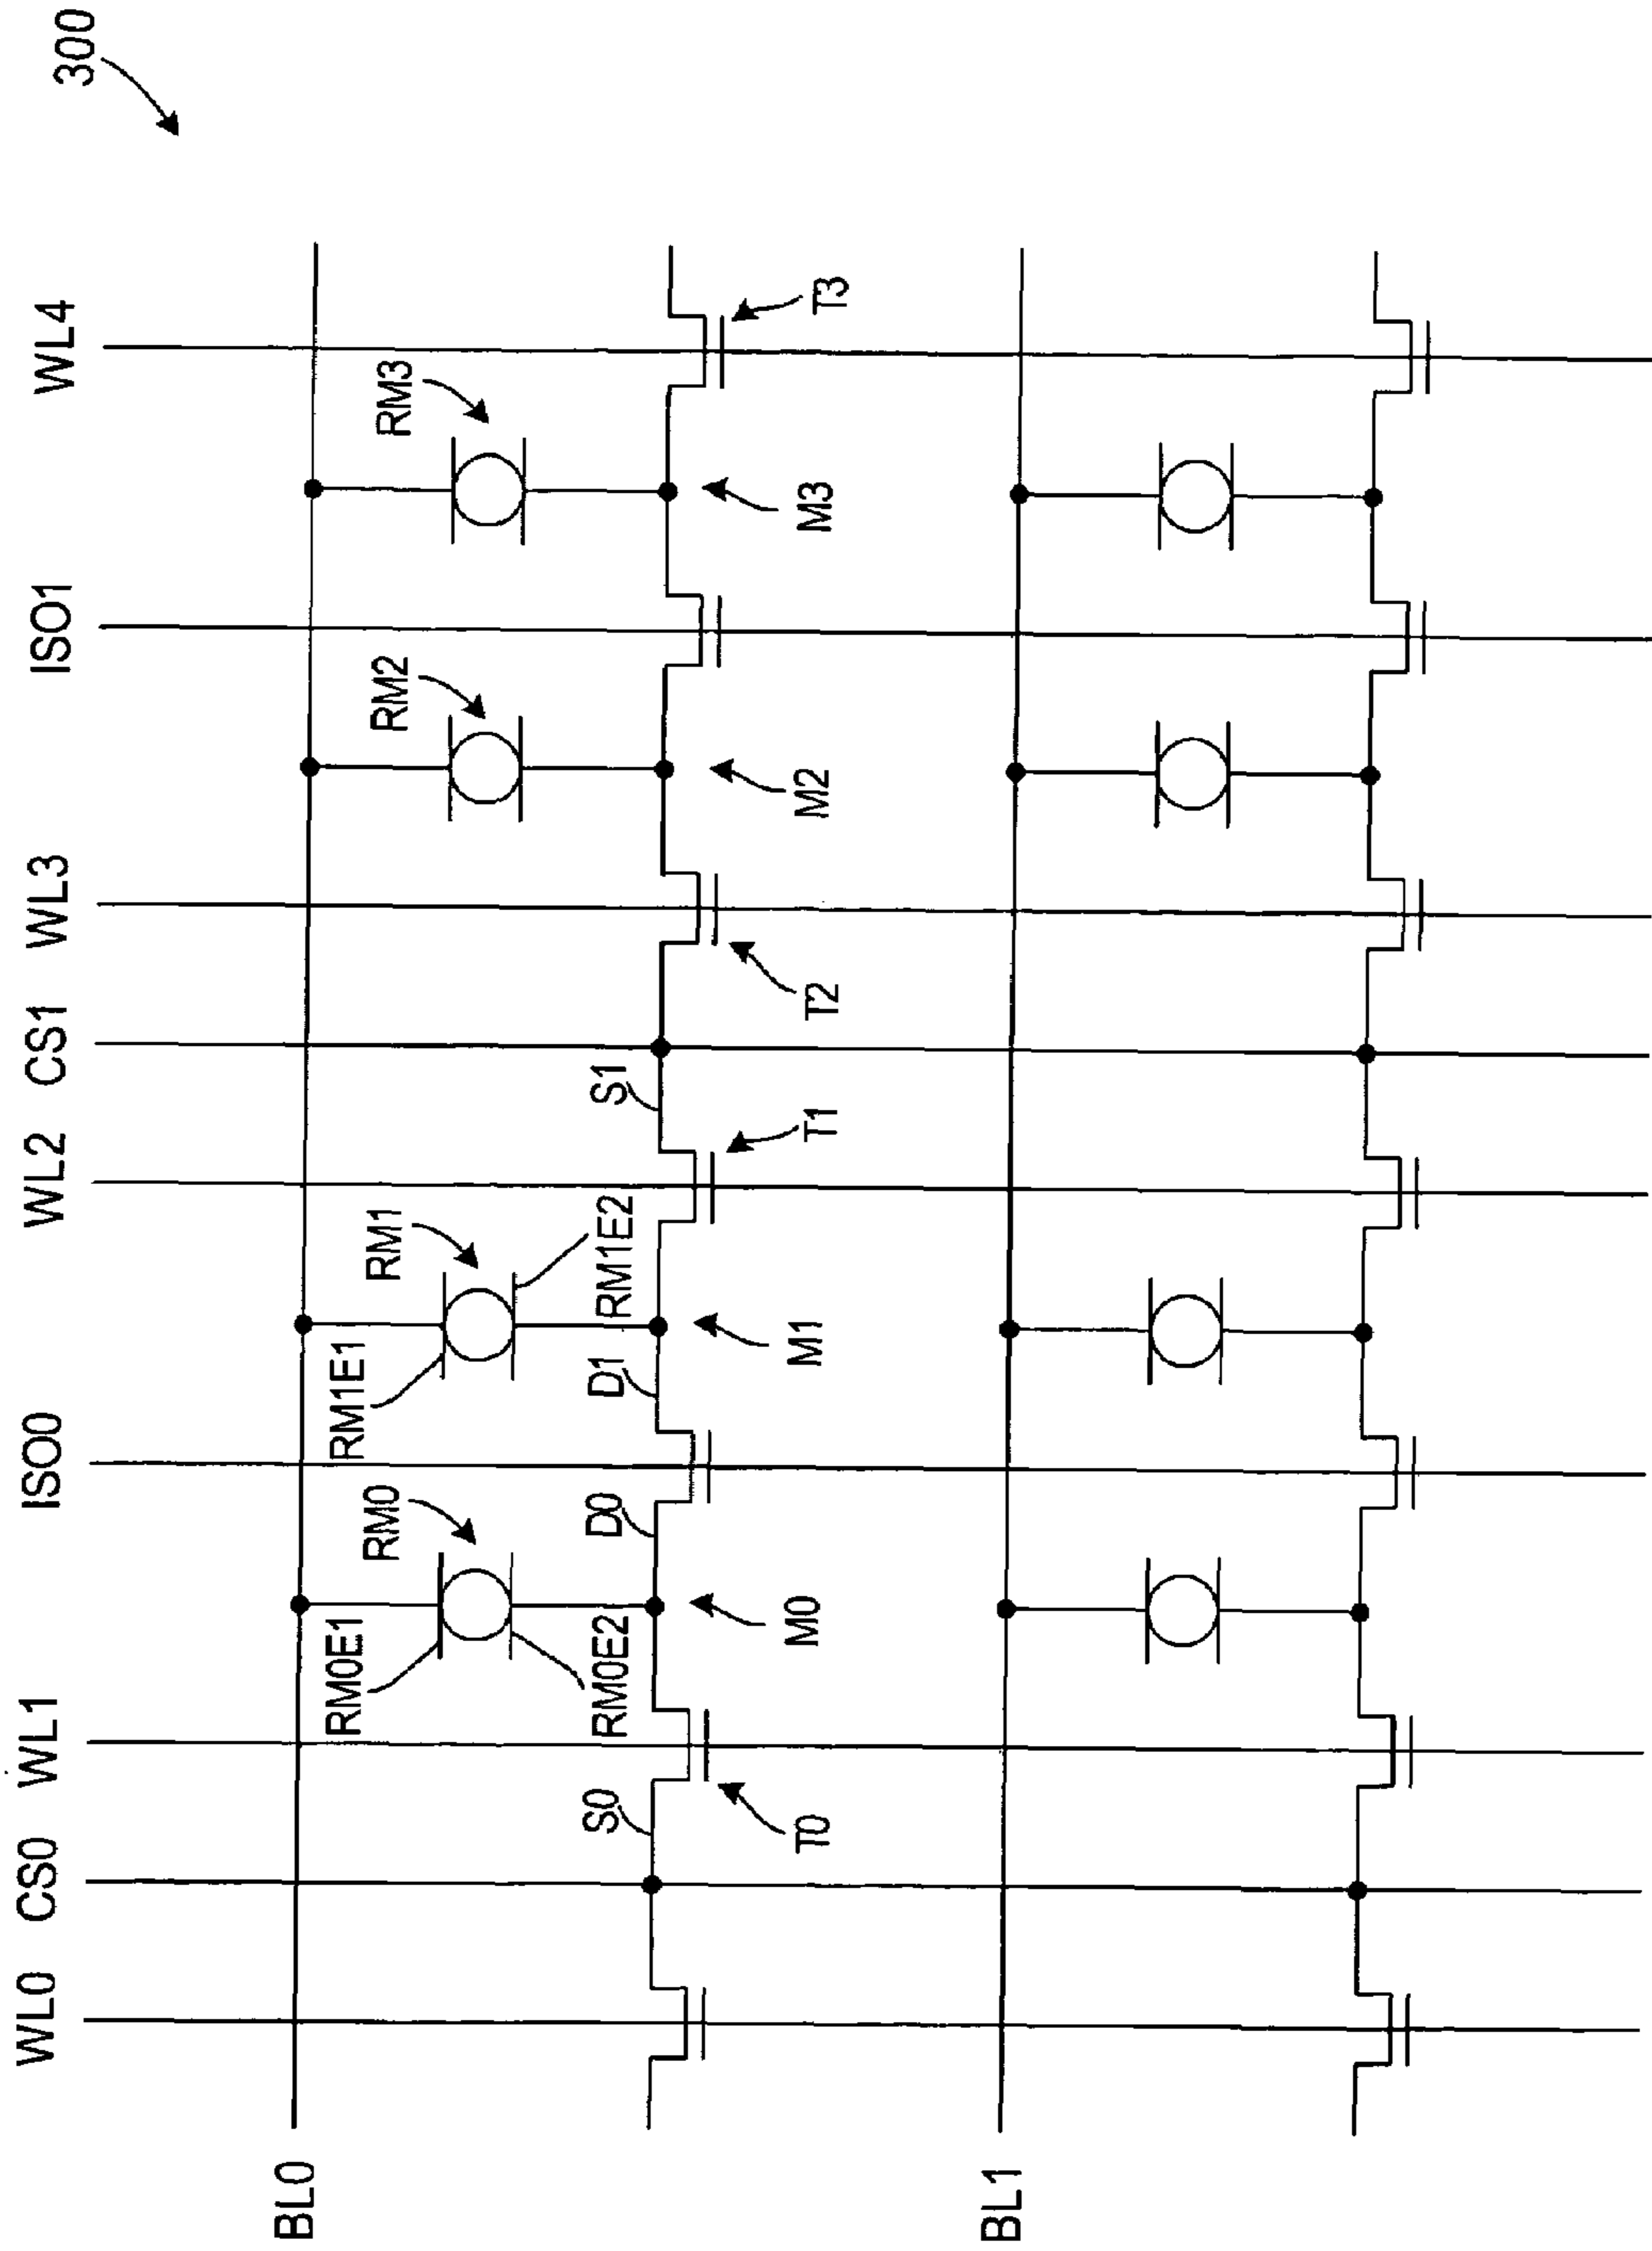 300
WL0 CS0 WL1 ISO0 WL2 CS1 WL3 ISO1 WL4
BL0
RM0 RM1 RM2 RM3
RM0E1 RM1E1
RM0E2 RM1E2
S0 D0 D1 S1
T0 M0 M1 T1 T2 M2 M3 T3
BL1